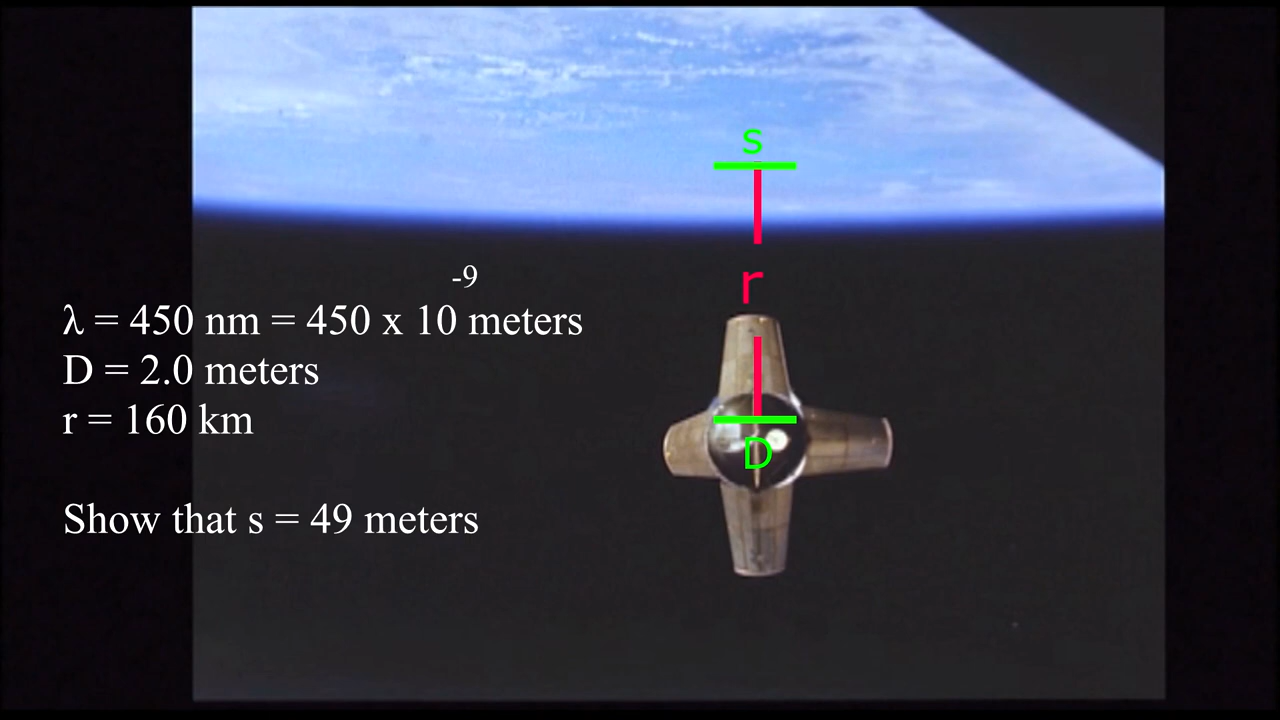 s
r
D
-9
λ = 450 nm = 450 x 10 meters
D = 2.0 meters
r = 160 km
Show that s = 49 meters